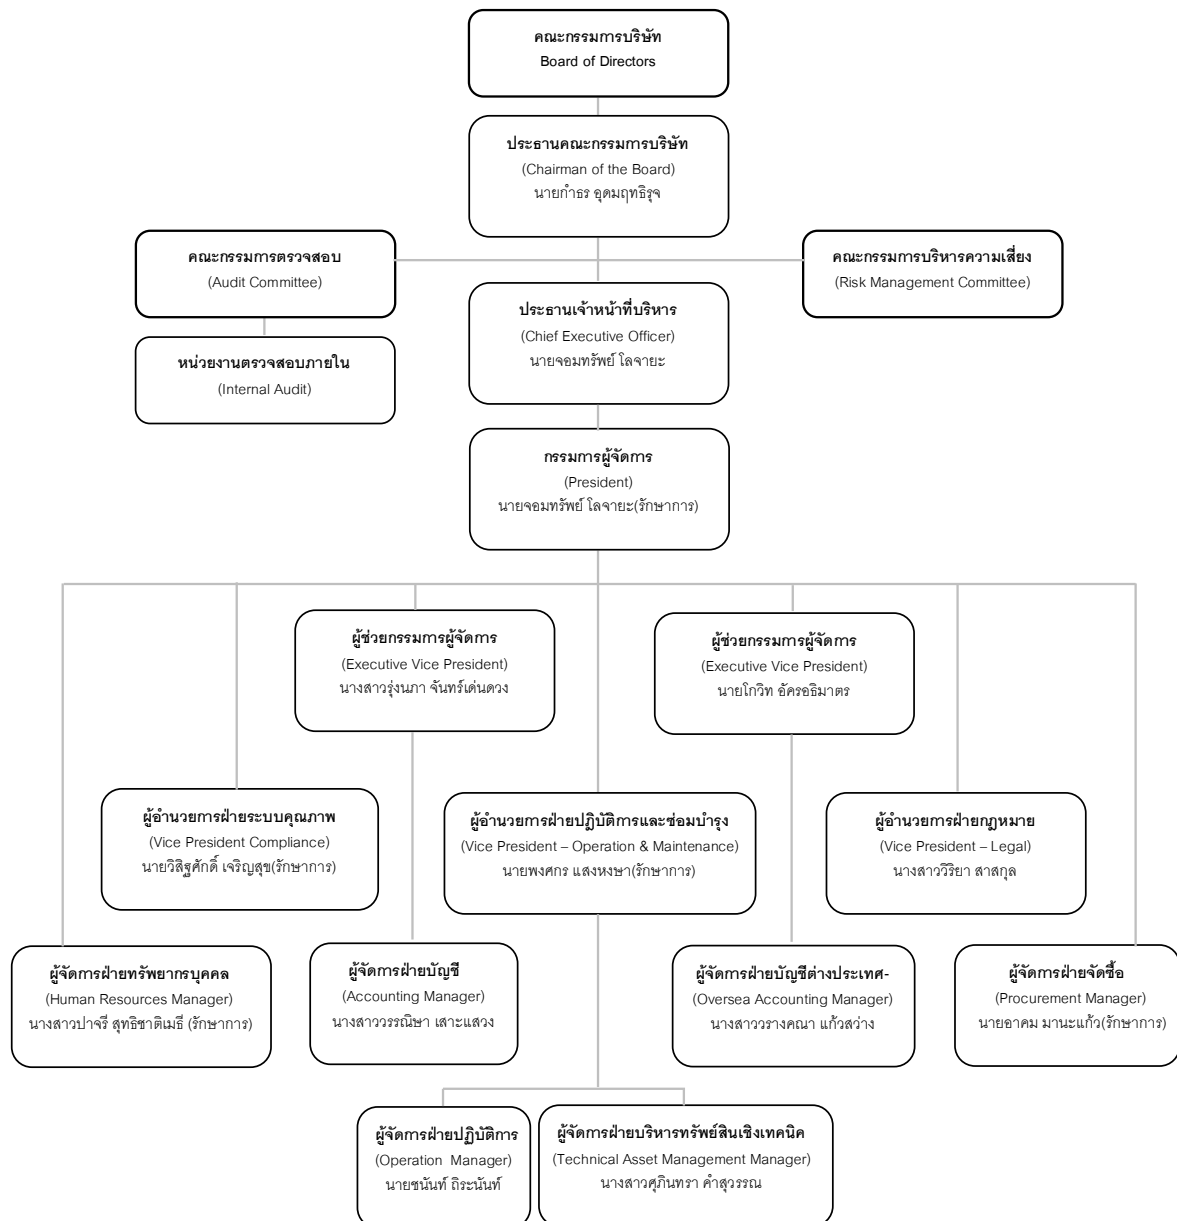 คณะกรรมการบริษัท
Board of Directors
ประธานคณะกรรมการบริษัท
(Chairman of the Board)
นายกำธร อุดมฤทธิรุจ
คณะกรรมการตรวจสอบ
(Audit Committee)
คณะกรรมการบริหารความเสี่ยง
(Risk Management Committee)
ประธานเจ้าหน้าที่บริหาร
(Chief Executive Officer)
นายจอมทรัพย์ โลจายะ
หน่วยงานตรวจสอบภายใน
(Internal Audit)
กรรมการผู้จัดการ
(President)
นายจอมทรัพย์ โลจายะ(รักษาการ)
ผู้ช่วยกรรมการผู้จัดการ
(Executive Vice President)
นางสาวรุ่งนภา จันทร์เด่นดวง
ผู้ช่วยกรรมการผู้จัดการ
(Executive Vice President)
นายโกวิท อัครอธิมาตร
ผู้อำนวยการฝ่ายระบบคุณภาพ
(Vice President Compliance)
นายวิสิฐศักดิ์ เจริญสุข(รักษาการ)
ผู้อำนวยการฝ่ายปฏิบัติการและซ่อมบำรุง
(Vice President – Operation & Maintenance)
นายพงศกร แสงหงษา(รักษาการ)
ผู้อำนวยการฝ่ายกฎหมาย
(Vice President – Legal)
นางสาววิริยา สาสกุล
ผู้จัดการฝ่ายทรัพยากรบุคคล
(Human Resources Manager)
นางสาวปาจรี สุทธิชาติเมธี (รักษาการ)
ผู้จัดการฝ่ายบัญชี
(Accounting Manager)
นางสาววรรณิษา เสาะแสวง
ผู้จัดการฝ่ายบัญชีต่างประเทศ-
(Oversea Accounting Manager)
นางสาววรางคณา แก้วสว่าง
ผู้จัดการฝ่ายจัดซื้อ
(Procurement Manager)
นายอาคม มานะแก้ว(รักษาการ)
ผู้จัดการฝ่ายปฏิบัติการ
(Operation Manager)
นายชนันท์ ถิระนันท์
ผู้จัดการฝ่ายบริหารทรัพย์สินเชิงเทคนิค
(Technical Asset Management Manager)
นางสาวศุภินทรา คำสุวรรณ